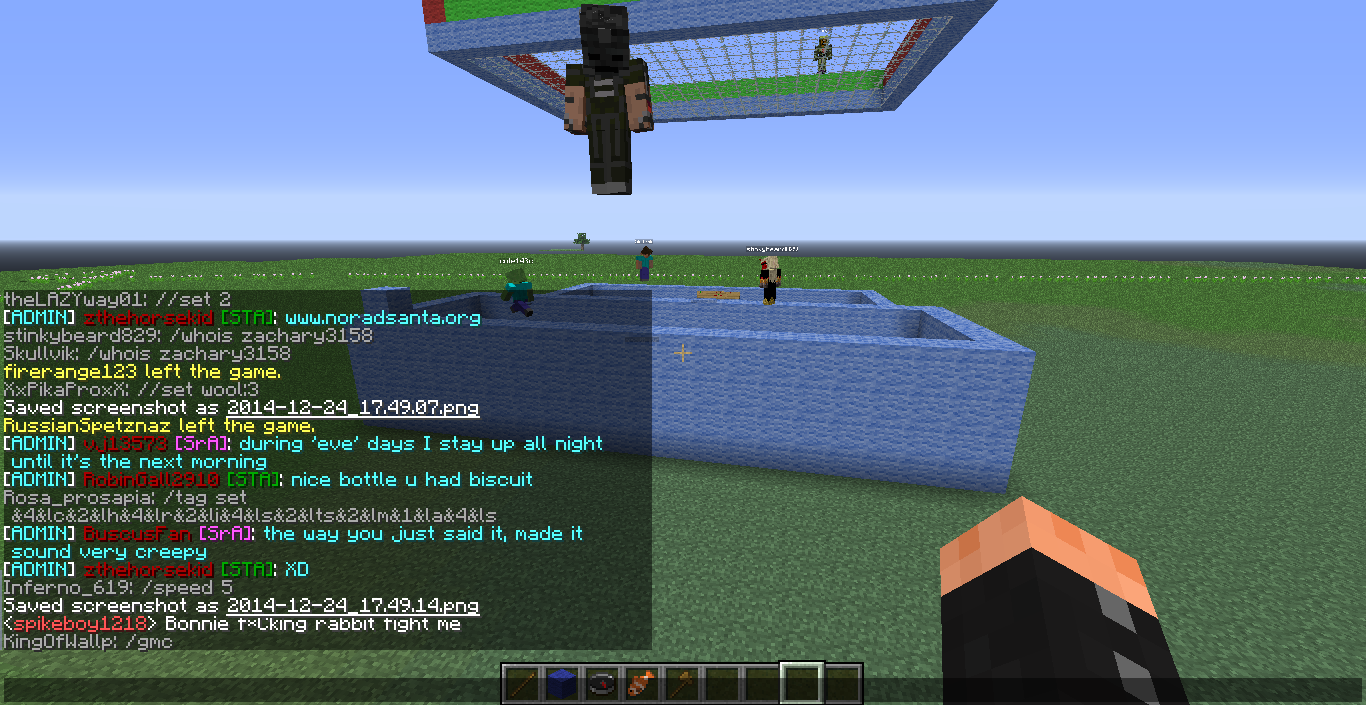 stinkybeard829
theLAZYway01: //set 2
[ADMIN] zthehorsekid [STA]: www.noradsanta.org
stinkybeard829: /whois zachary3158
Skullvik: /whois zachary3158
firerange123 left the game.
XxPikaProxX: //set wool:3
Saved screenshot as 2014-12-24_17.49.07.png
RussianSpetznaz left the game.
[ADMIN] vj13573 [SrA]: during 'eve' days I stay up all night
until it's the next morning
[ADMIN] RobinGall2910 [STA]: nice bottle u had biscuit
Rosa_prosapia: /tag set
&4&lc&2&lh&4&lr&2&li&4&ls&2&lts&2&lm&1&la&4&ls
[ADMIN] BuscusFan [SrA]: the way you just said it, made it
sound very creepy
[ADMIN] zthehorsekid [STA]: XD
Inferno_619: /speed 5
Saved screenshot as 2014-12-24_17.49.14.png
<spikeboy1218> Bonnie f*Cking rabbit fight me
KingOfWallp: /gmc